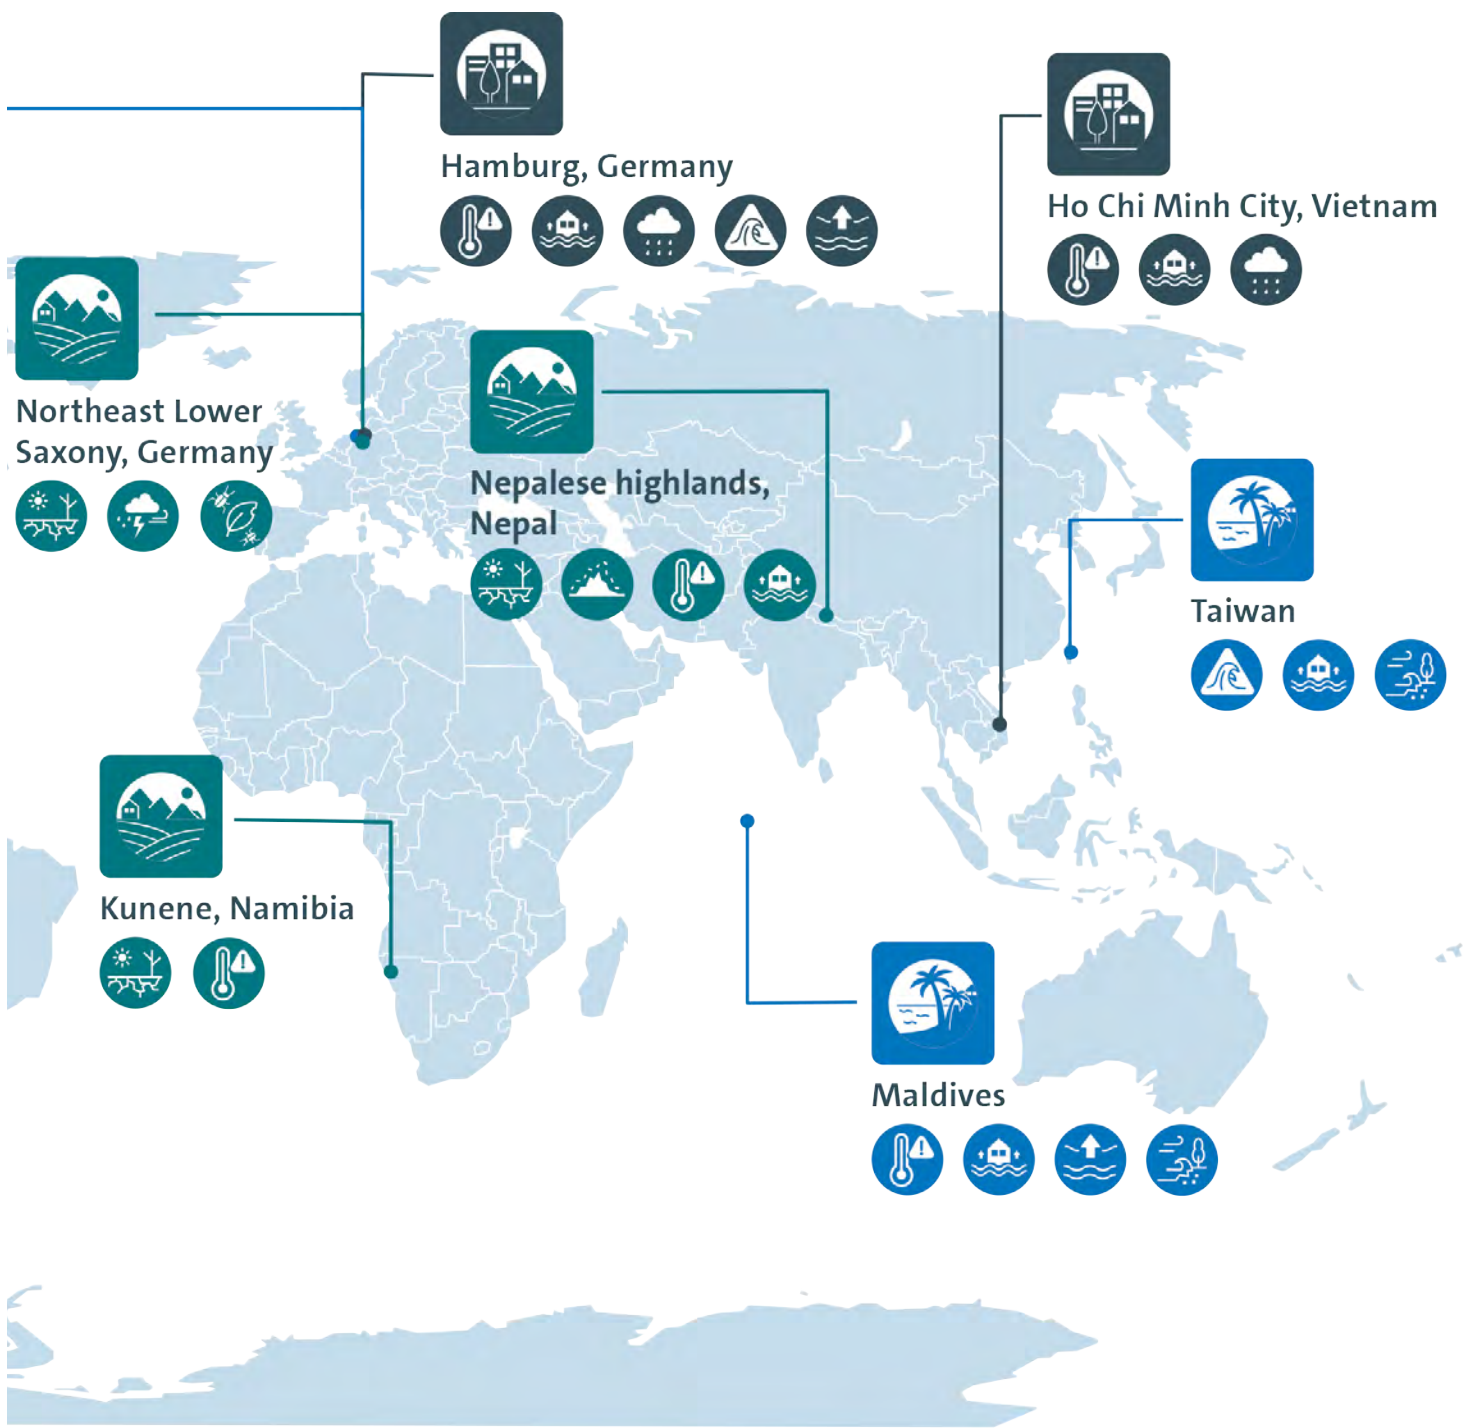 Hamburg, Germany
Ho Chi Minh City, Vietnam
Northeast Lower
Saxony, Germany
Nepalese highlands,
Nepal
Taiwan
Kunene, Namibia
Maldives